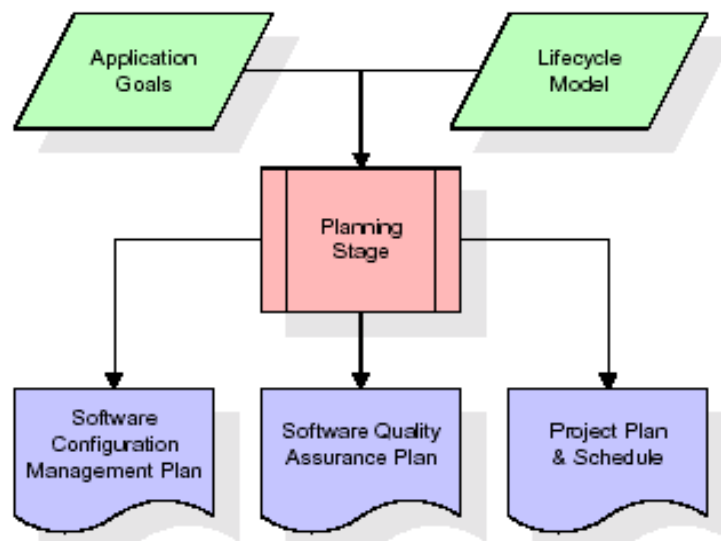 Application
Goals
Lifecycle
Model
Planning
Stage
Software
Configuration
Management Plan
Software Quality
Assurance Plan
Project Plan
& Schedule